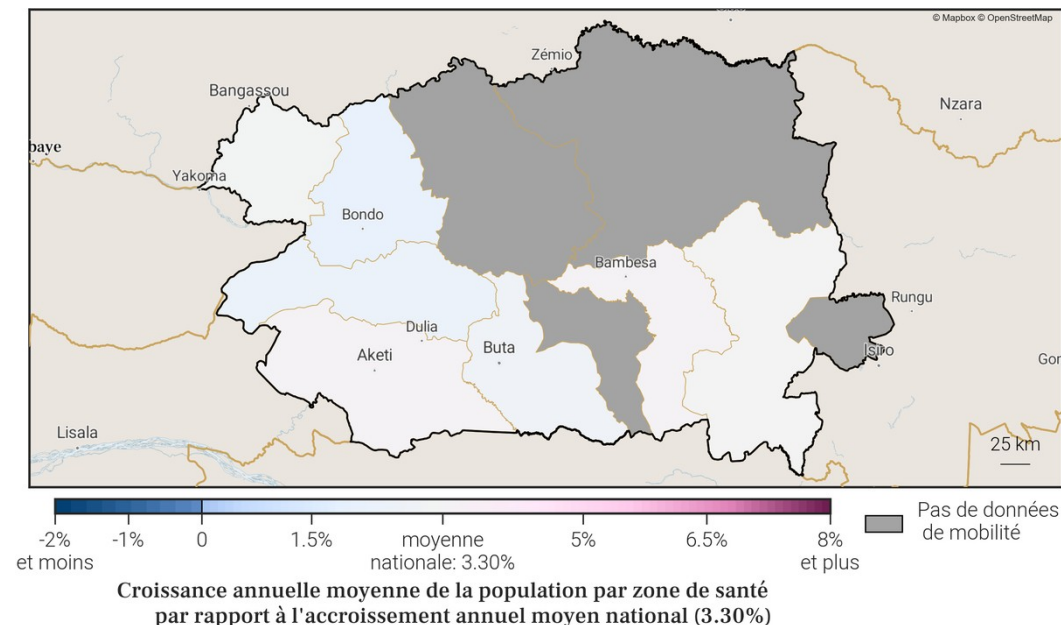 © Mapbox © OpenStreetMap
Zémio
Bangassou
Nzara
baye
Yakoma
Bondo
Bambesa
Rungu
Dulia
Buta
Aketi
Isiro
Gor
Lisala
25 km
-2%
et moins
-1%
0
1.5%
moyenne
nationale: 3.30%
5%
6.5%
8%
et plus
Pas de données
de mobilité
Croissance annuelle moyenne de la population par zone de santé
par rapport à l'accroissement annuel moyen national (3.30%)